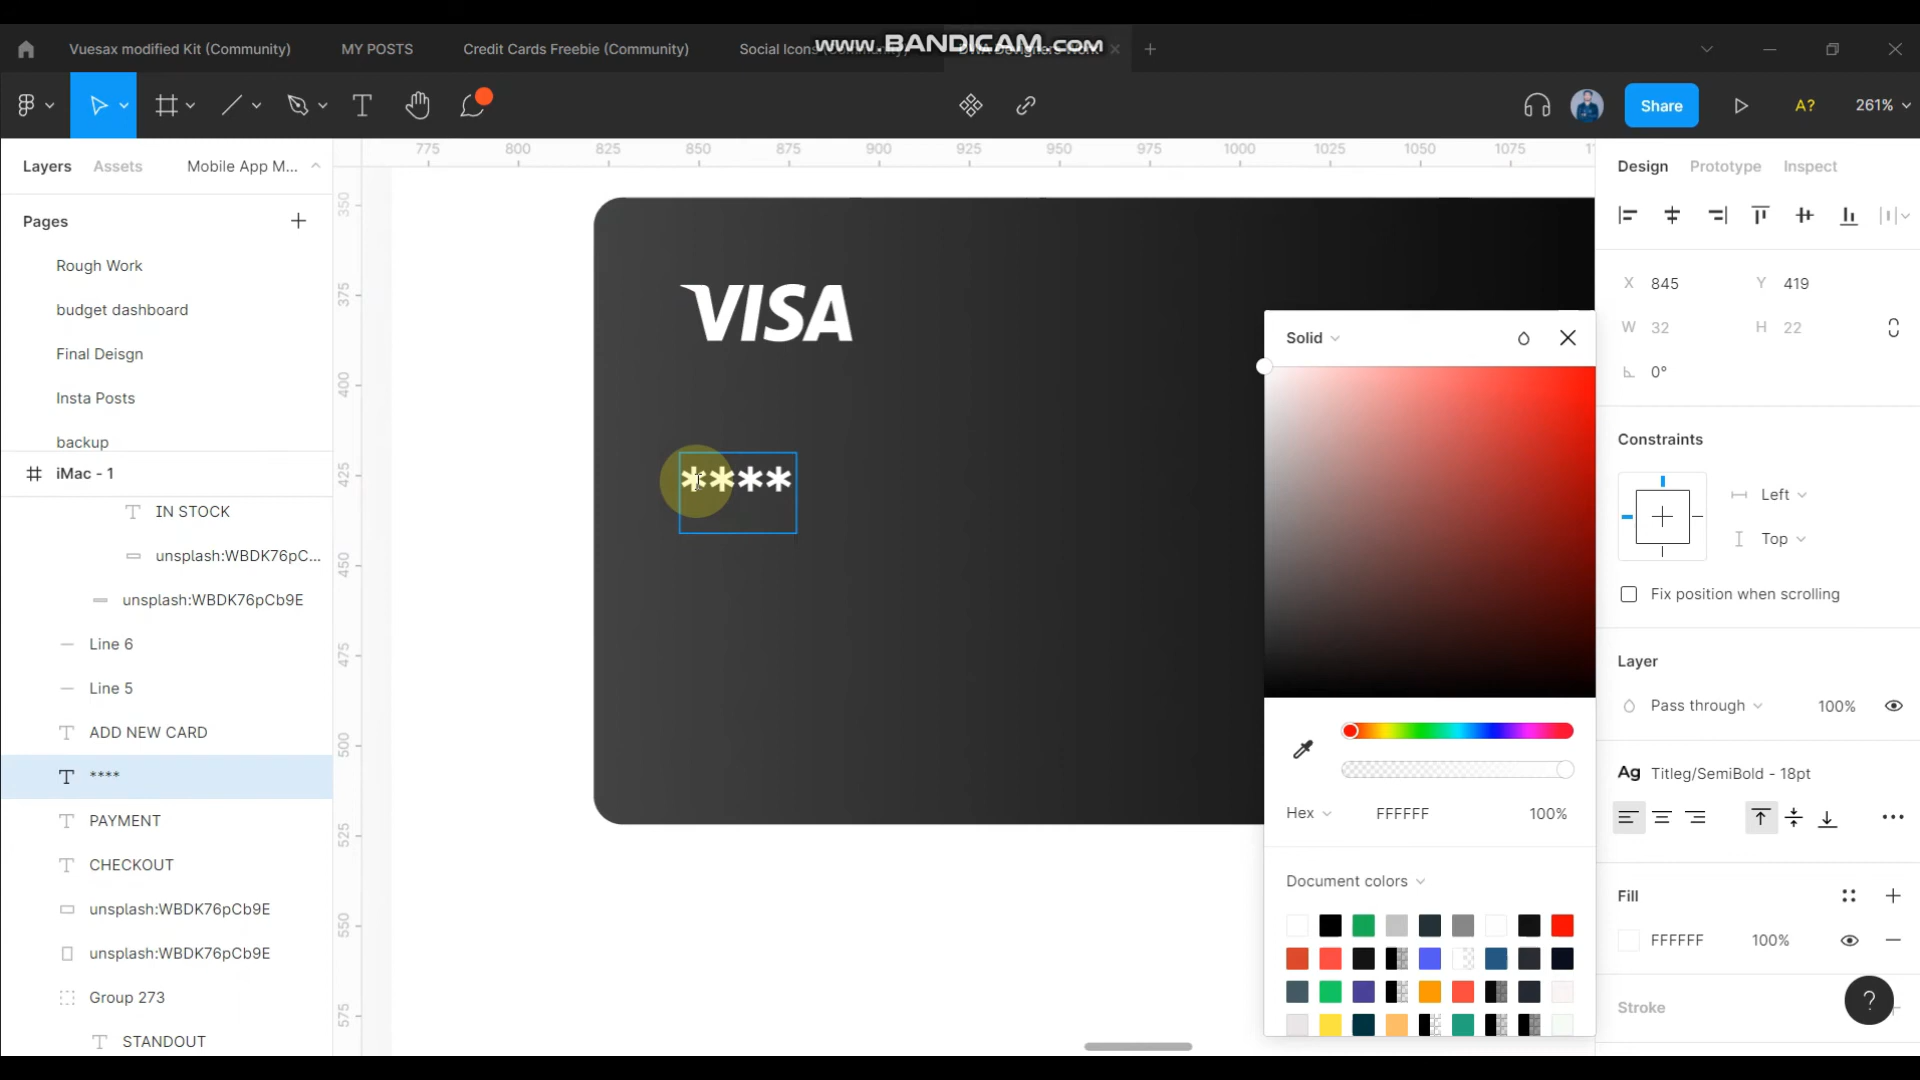 www.BANDICAM.com
Vuesax modified Kit (Community)
MY POSTS
Credit Cards Freebie (Community)
Social Icons
Share
A?
261%
Layers
Assets
Mobile App M...
Pages
Rough Work
budget dashboard
Final Deisgn
Insta Posts
backup
iMac - 1
IN STOCK
unsplash:WBDK76pC...
unsplash:WBDK76pCb9E
Line 6
Line 5
ADD NEW CARD
****
PAYMENT
CHECKOUT
unsplash:WBDK76pCb9E
unsplash:WBDK76pCb9E
Group 273
STANDOUT
775 800 825 850 875 900 925 950 975 1000 1025 1050 1075
350
375
400
425
450
475
500
525
550
575
VISA
****
Solid
Hex FFFFFF 100%
Document colors
Design Prototype Inspect
X 845 Y 419
W 32 H 22
0°
Constraints
Left
Top
Fix position when scrolling
Layer
Pass through 100%
Ag Titleg/SemiBold - 18pt
Fill
FFFFFF 100%
Stroke
?